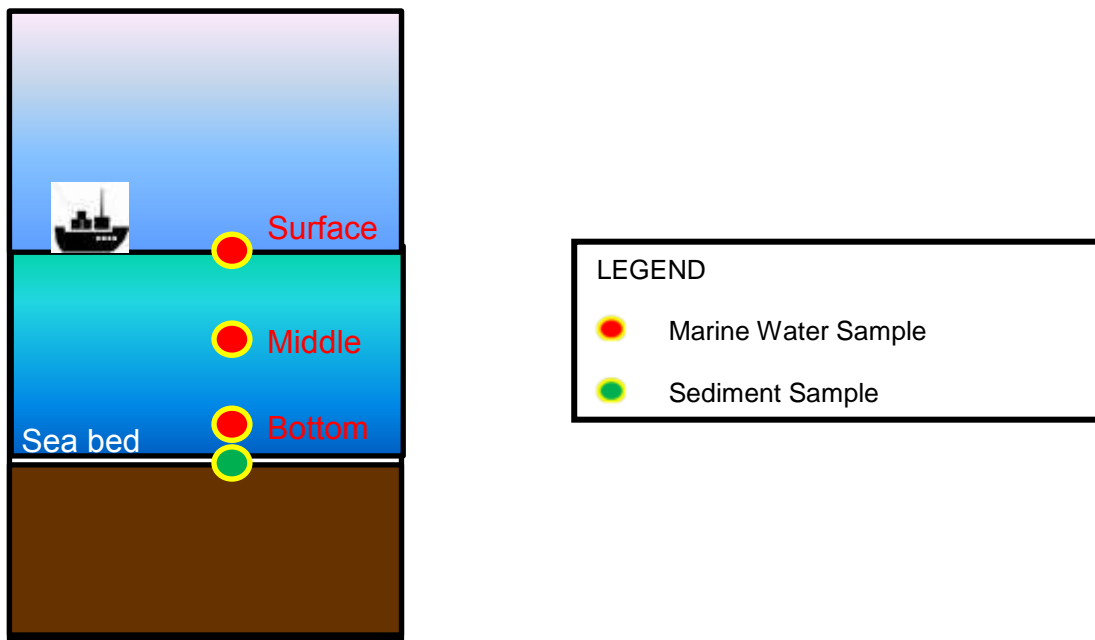 Surface
Middle
Bottom
Sea bed
LEGEND
Marine Water Sample
Sediment Sample